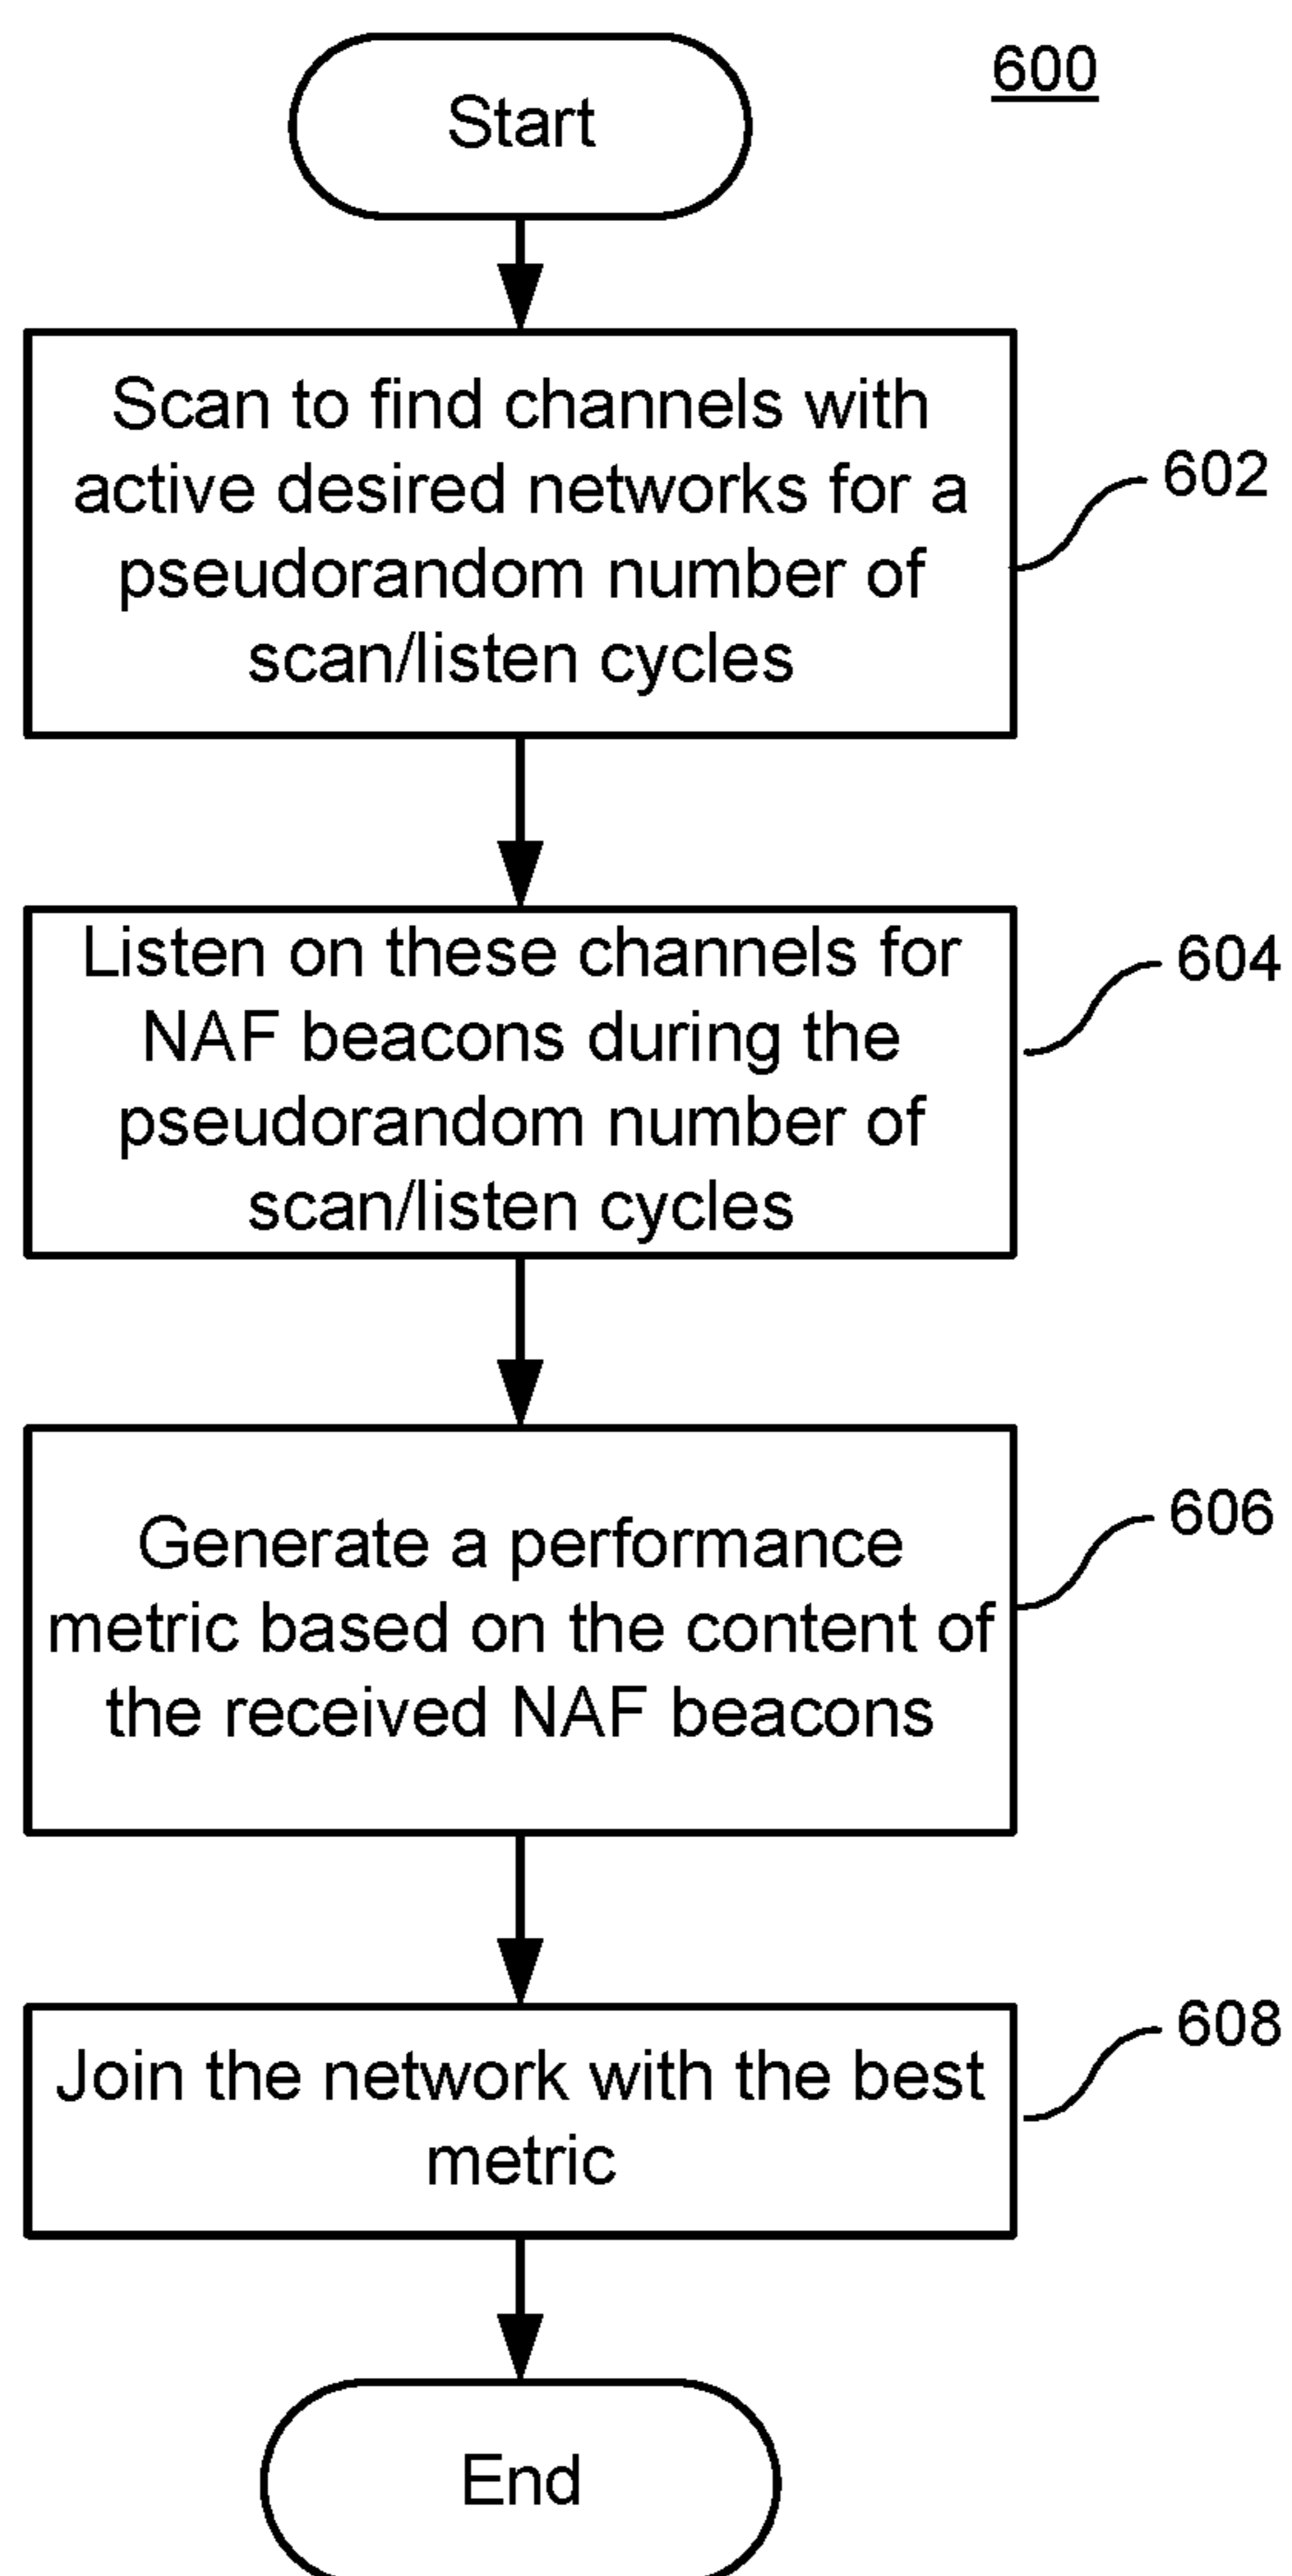 600
Start
Scan to find channels with
active desired networks for a
pseudorandom number of
scan/listen cycles
602
Listen on these channels for
NAF beacons during the
pseudorandom number of
scan/listen cycles
604
Generate a performance
metric based on the content of
the received NAF beacons
606
Join the network with the best
metric
608
End